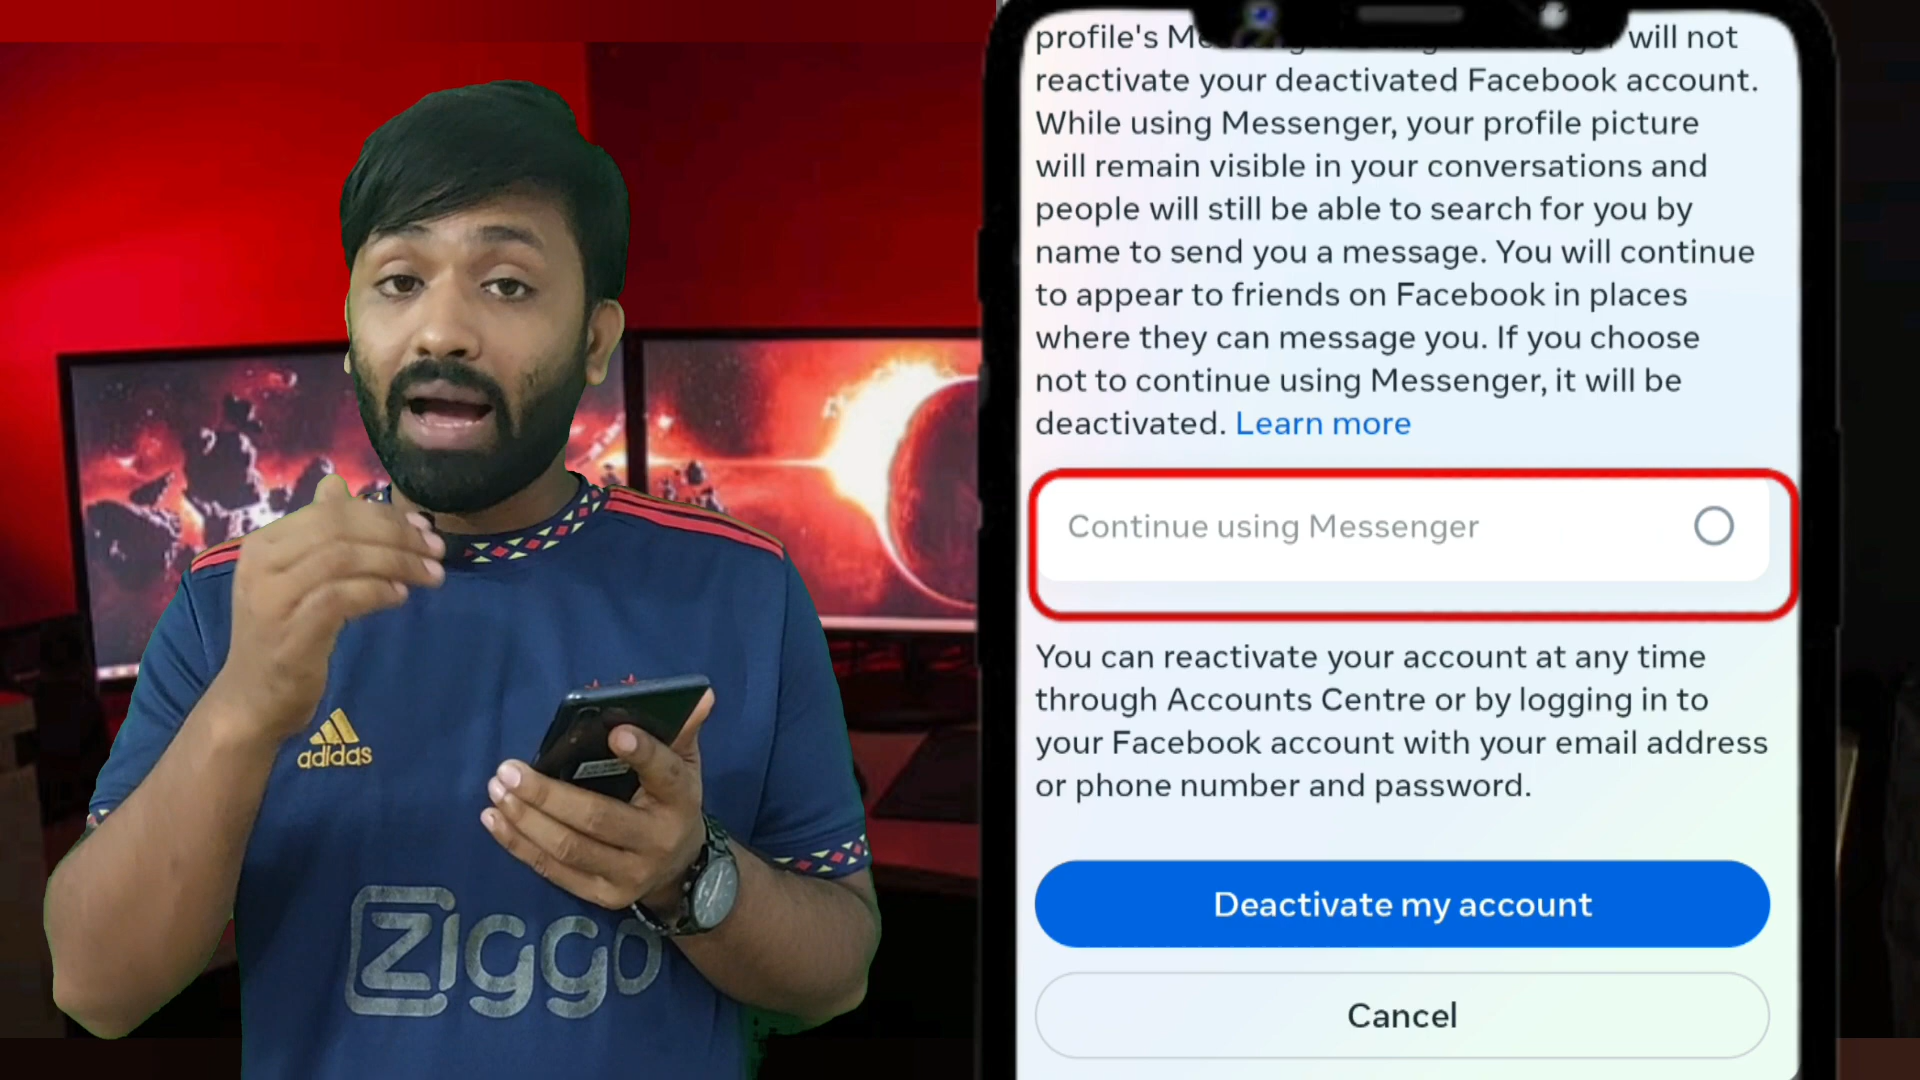 profile's M will not
reactivate your deactivated Facebook account.
While using Messenger, your profile picture
will remain visible in your conversations and
people will still be able to search for you by
name to send you a message. You will continue
to appear to friends on Facebook in places
where they can message you. If you choose
not to continue using Messenger, it will be
deactivated. Learn more
Continue using Messenger
You can reactivate your account at any time
through Accounts Centre or by logging in to
your Facebook account with your email address
or phone number and password.
Deactivate my account
Cancel
adidas
Ziggo